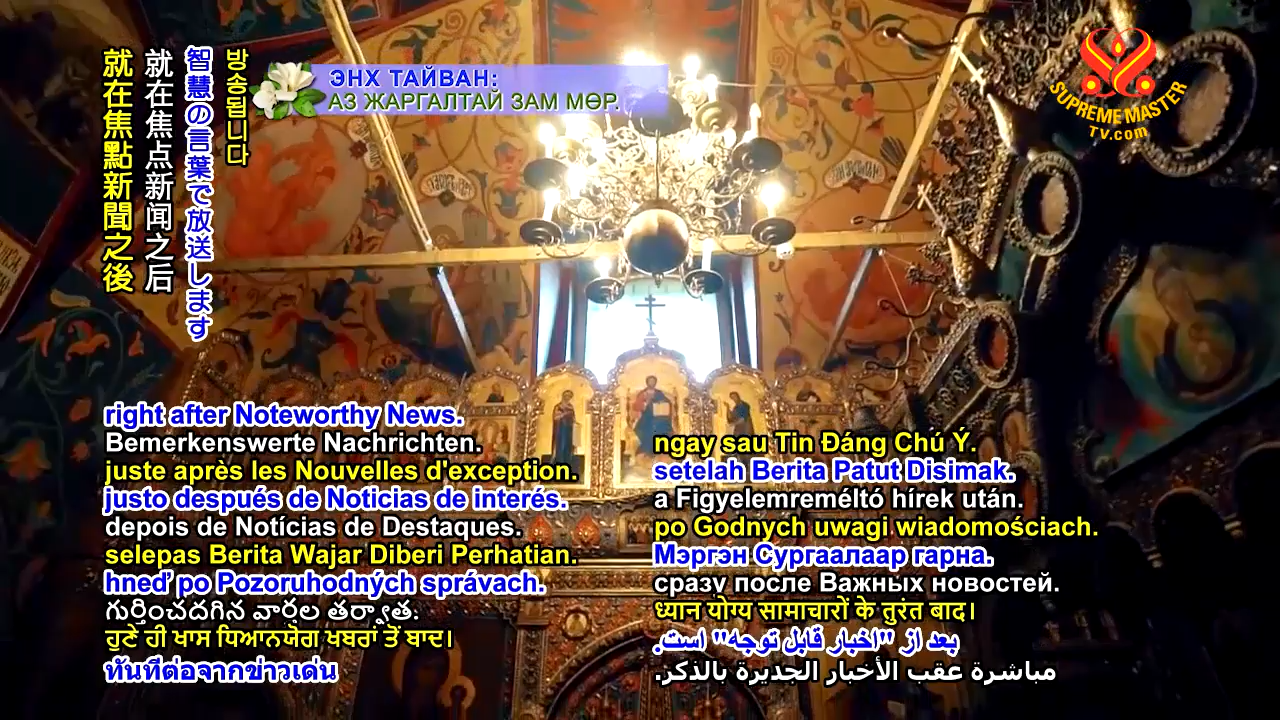 就在焦點新聞之後
就在焦点新闻之后
智慧の言葉で放送します
방송됩니다
ЭНХ ТАЙВАН:
АЗ ЖАРГАЛТАЙ ЗАМ МӨР.
SUPREME MASTER
TV.com
right after Noteworthy News.
Bemerkenswerte Nachrichten.
juste après les Nouvelles d'exception.
justo después de Noticias de interés.
depois de Notícias de Destaques.
selepas Berita Wajar Diberi Perhatian.
hneď po Pozoruhodných správach.
గుర్తించదగిన వార్తల తర్వాత.
ਹੁਣੇ ਹੀ ਖਾਸ ਧਿਆਨਯੋਗ ਖਬਰਾਂ ਤੋਂ ਬਾਦ।
ทันทีต่อจากข่าวเด่น
ngay sau Tin Đáng Chú Ý.
setelah Berita Patut Disimak.
a Figyelemreméltó hírek után.
po Godnych uwagi wiadomościach.
Мэргэн Сургаалаар гарна.
сразу после Важных новостей.
ध्यान योग्य सामाचारों के तुरंत बाद।
بعد از "اخبار قابل توجه" است.
مباشرة عقب الأخبار الجديرة بالذكر.